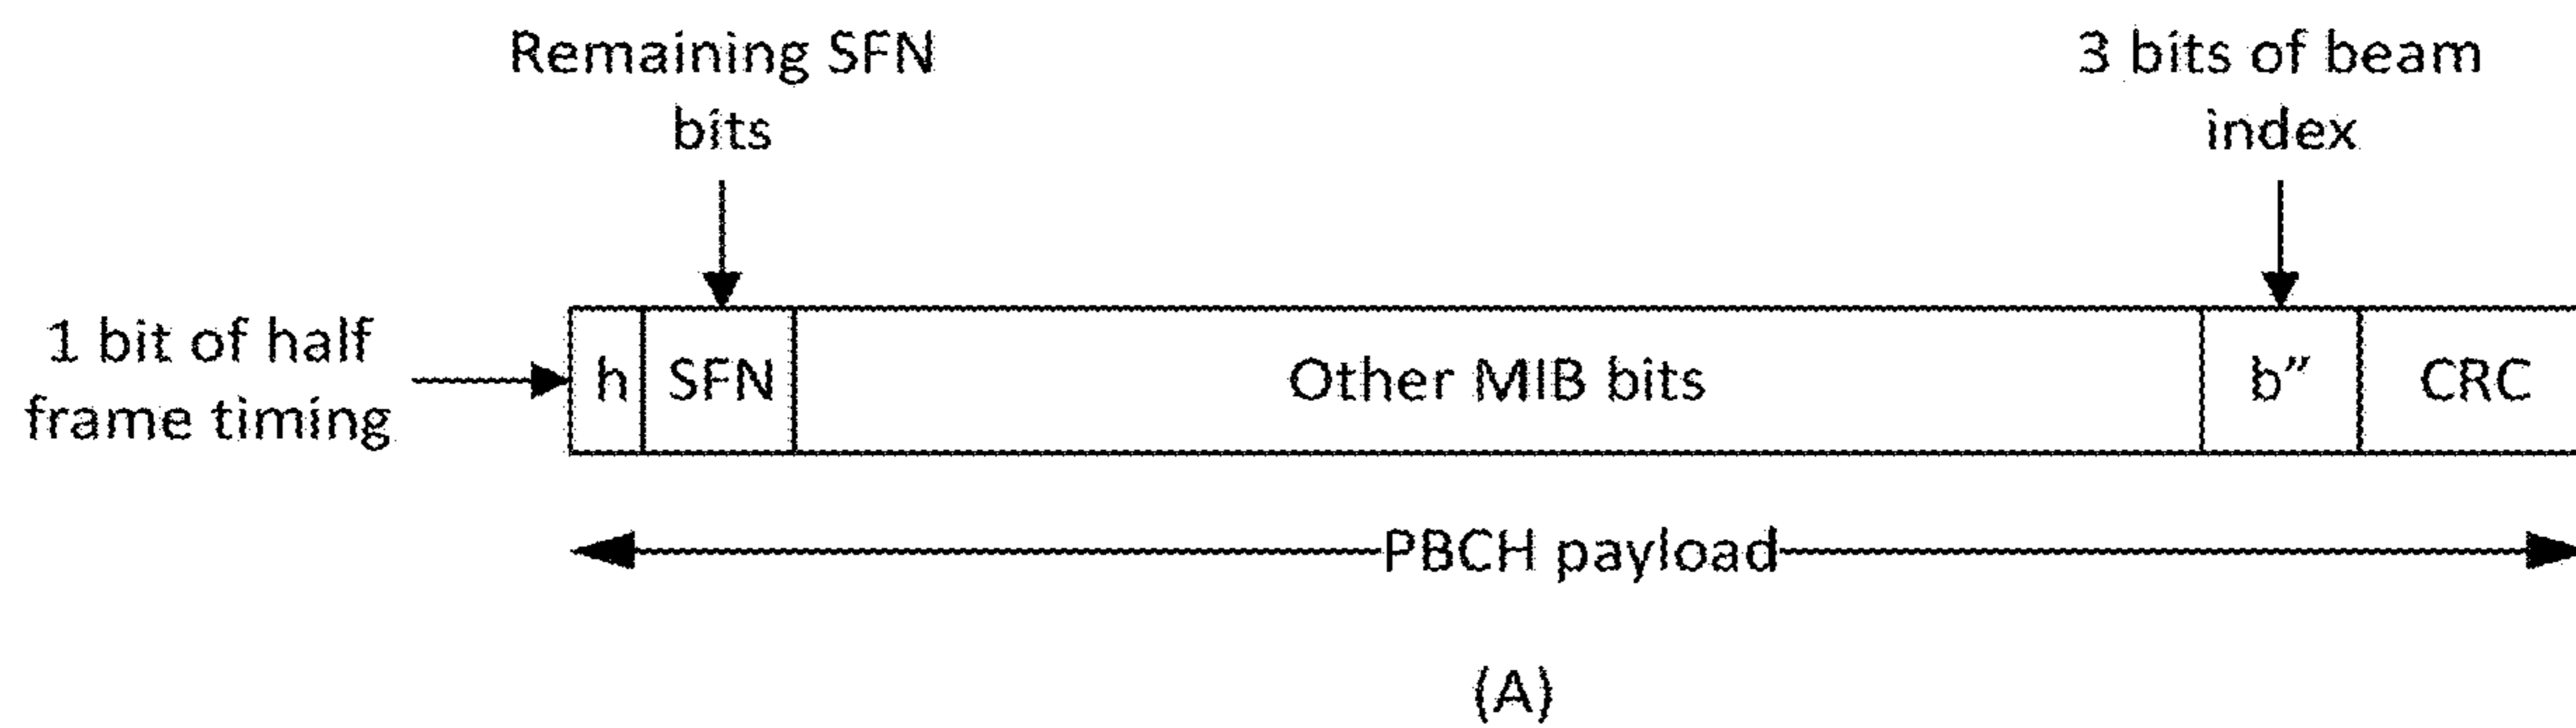 Remaining SFN
bits
3 bits of beam
index
1 bit of half
frame timing
h
SFN
Other MIB bits
b”
CRC
PBCH payload
(A)